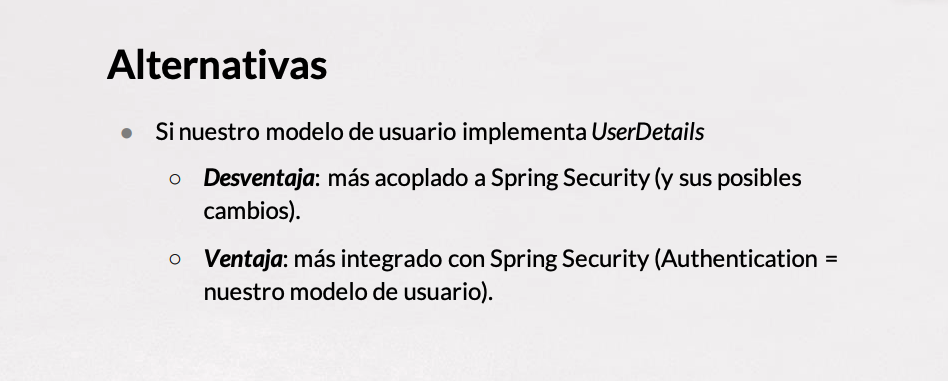 Alternativas
● Si nuestro modelo de usuario implementa UserDetails
○ Desventaja: más acoplado a Spring Security (y sus posibles
cambios).
○ Ventaja: más integrado con Spring Security (Authentication =
nuestro modelo de usuario).